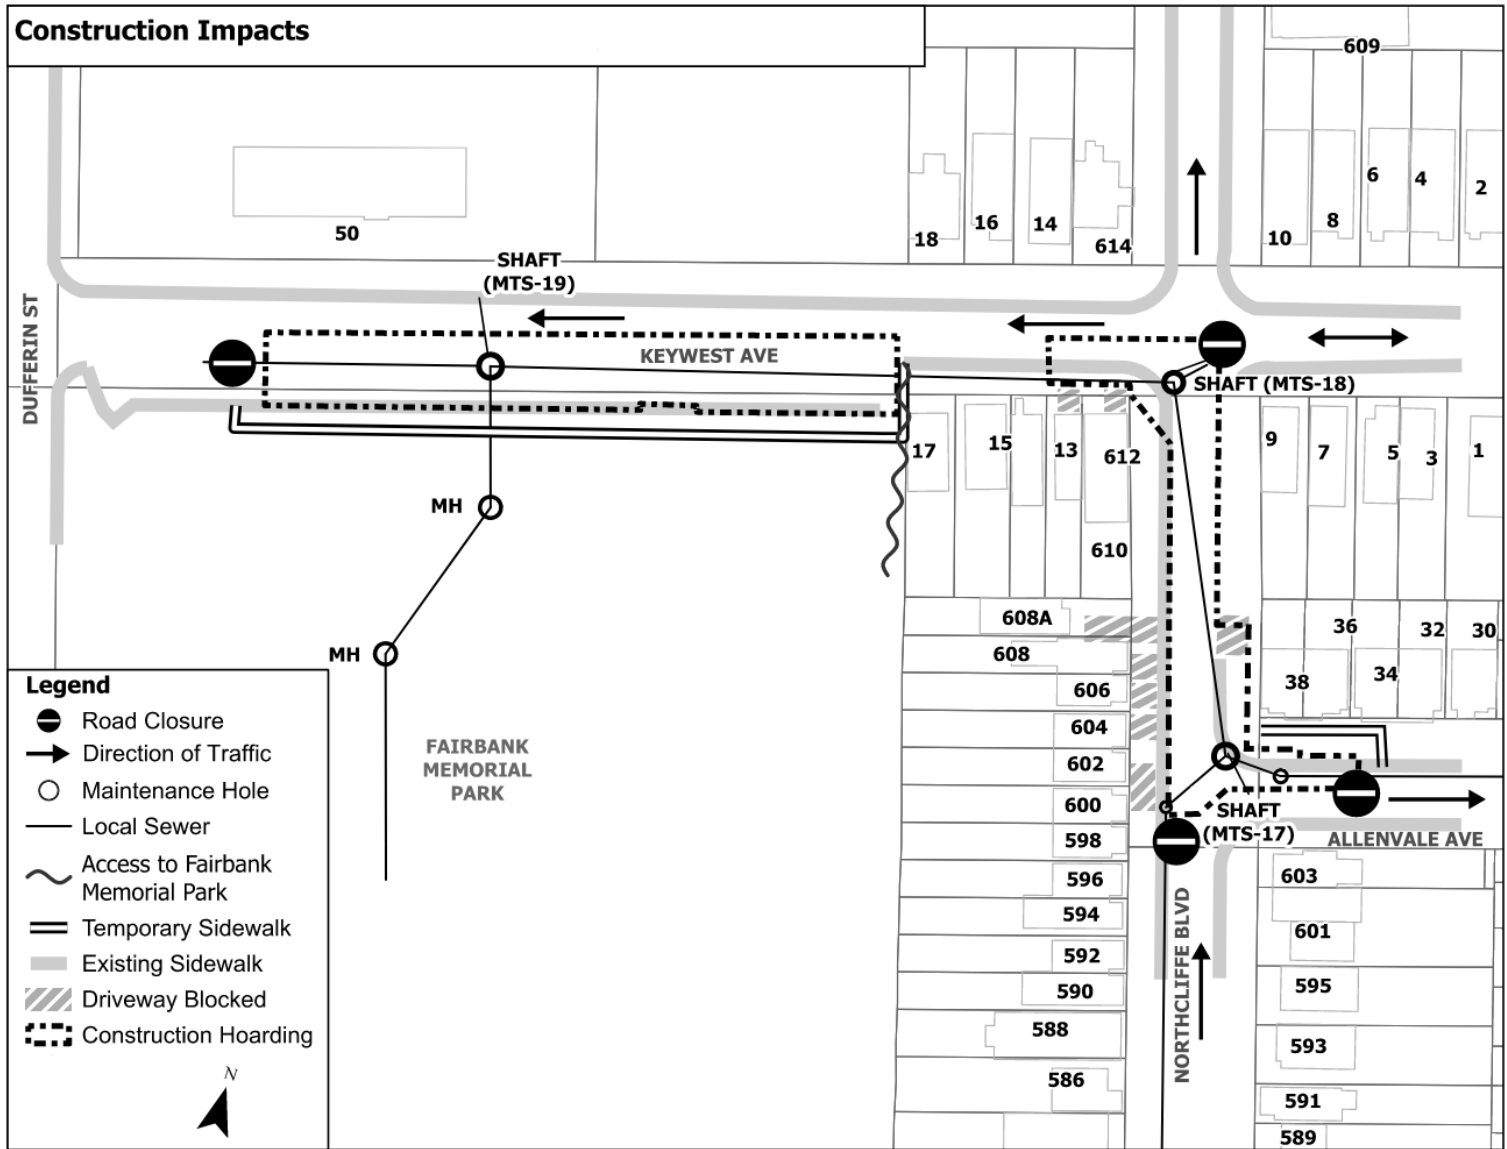 Construction Impacts
609
50
18
16
14
614
10
8
6
4
2
SHAFT
(MTS-19)
DUFFERIN ST
KEYWEST AVE
SHAFT (MTS-18)
17
15
13
612
9
7
5
3
1
MH
610
608A
36
32
30
MH
608
606
38
34
604
602
FAIRBANK
MEMORIAL
PARK
600
598
SHAFT
(MTS-17)
ALLENVALE AVE
596
594
592
590
588
586
NORTHCLIFFE BLVD
603
601
595
593
591
589
Legend
Road Closure
Direction of Traffic
Maintenance Hole
Local Sewer
Access to Fairbank
Memorial Park
Temporary Sidewalk
Existing Sidewalk
Driveway Blocked
Construction Hoarding
N